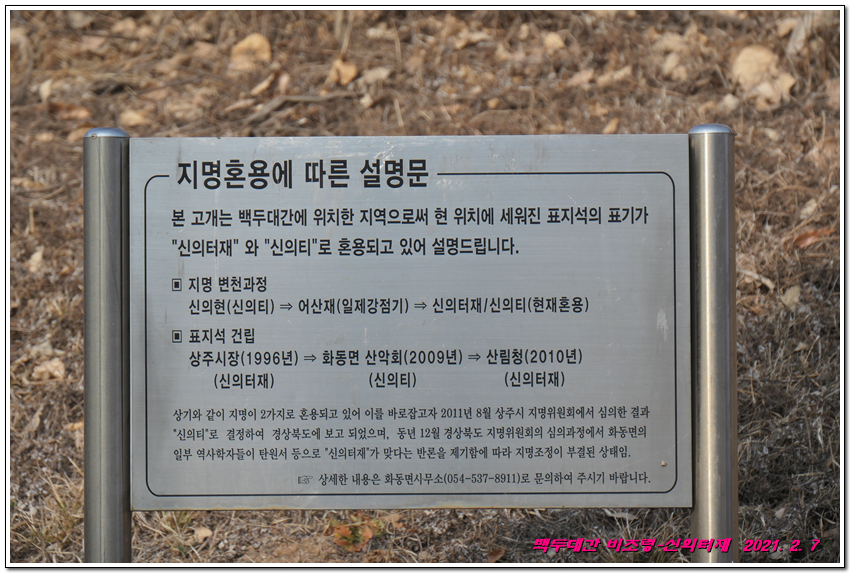 지명혼용에 따른 설명문
본 고개는 백두대간에 위치한 지역으로써 현 위치에 세워진 표지석의 표기가
"신의터재" 와 "신의티"로 혼용되고 있어 설명드립니다.
▣ 지명 변천과정
신의현(신의티) ⇒ 어산재(일제강점기) ⇒ 신의터재/신의티(현재혼용)
▣ 표지석 건립
상주시장(1996년) ⇒ 화동면 산악회(2009년) ⇒ 산림청(2010년)
(신의터재) (신의티) (신의터재)
상기와 같이 지명이 2가지로 혼용되고 있어 이를 바로잡고자 2011년 8월 상주시 지명위원회에서 심의한 결과
"신의티"로 결정하여 경상북도에 보고 되었으며, 동년 12월 경상북도 지명위원회의 심의과정에서 화동면의
일부 역사학자들이 탄원서 등으로 "신의터재"가 맞다는 반론을 제기함에 따라 지명조정이 부결된 상태임.
☞ 상세한 내용은 화동면사무소(054-537-8911)로 문의하여 주시기 바랍니다.
백두대간 비조령-신의터재 2021. 2. 7